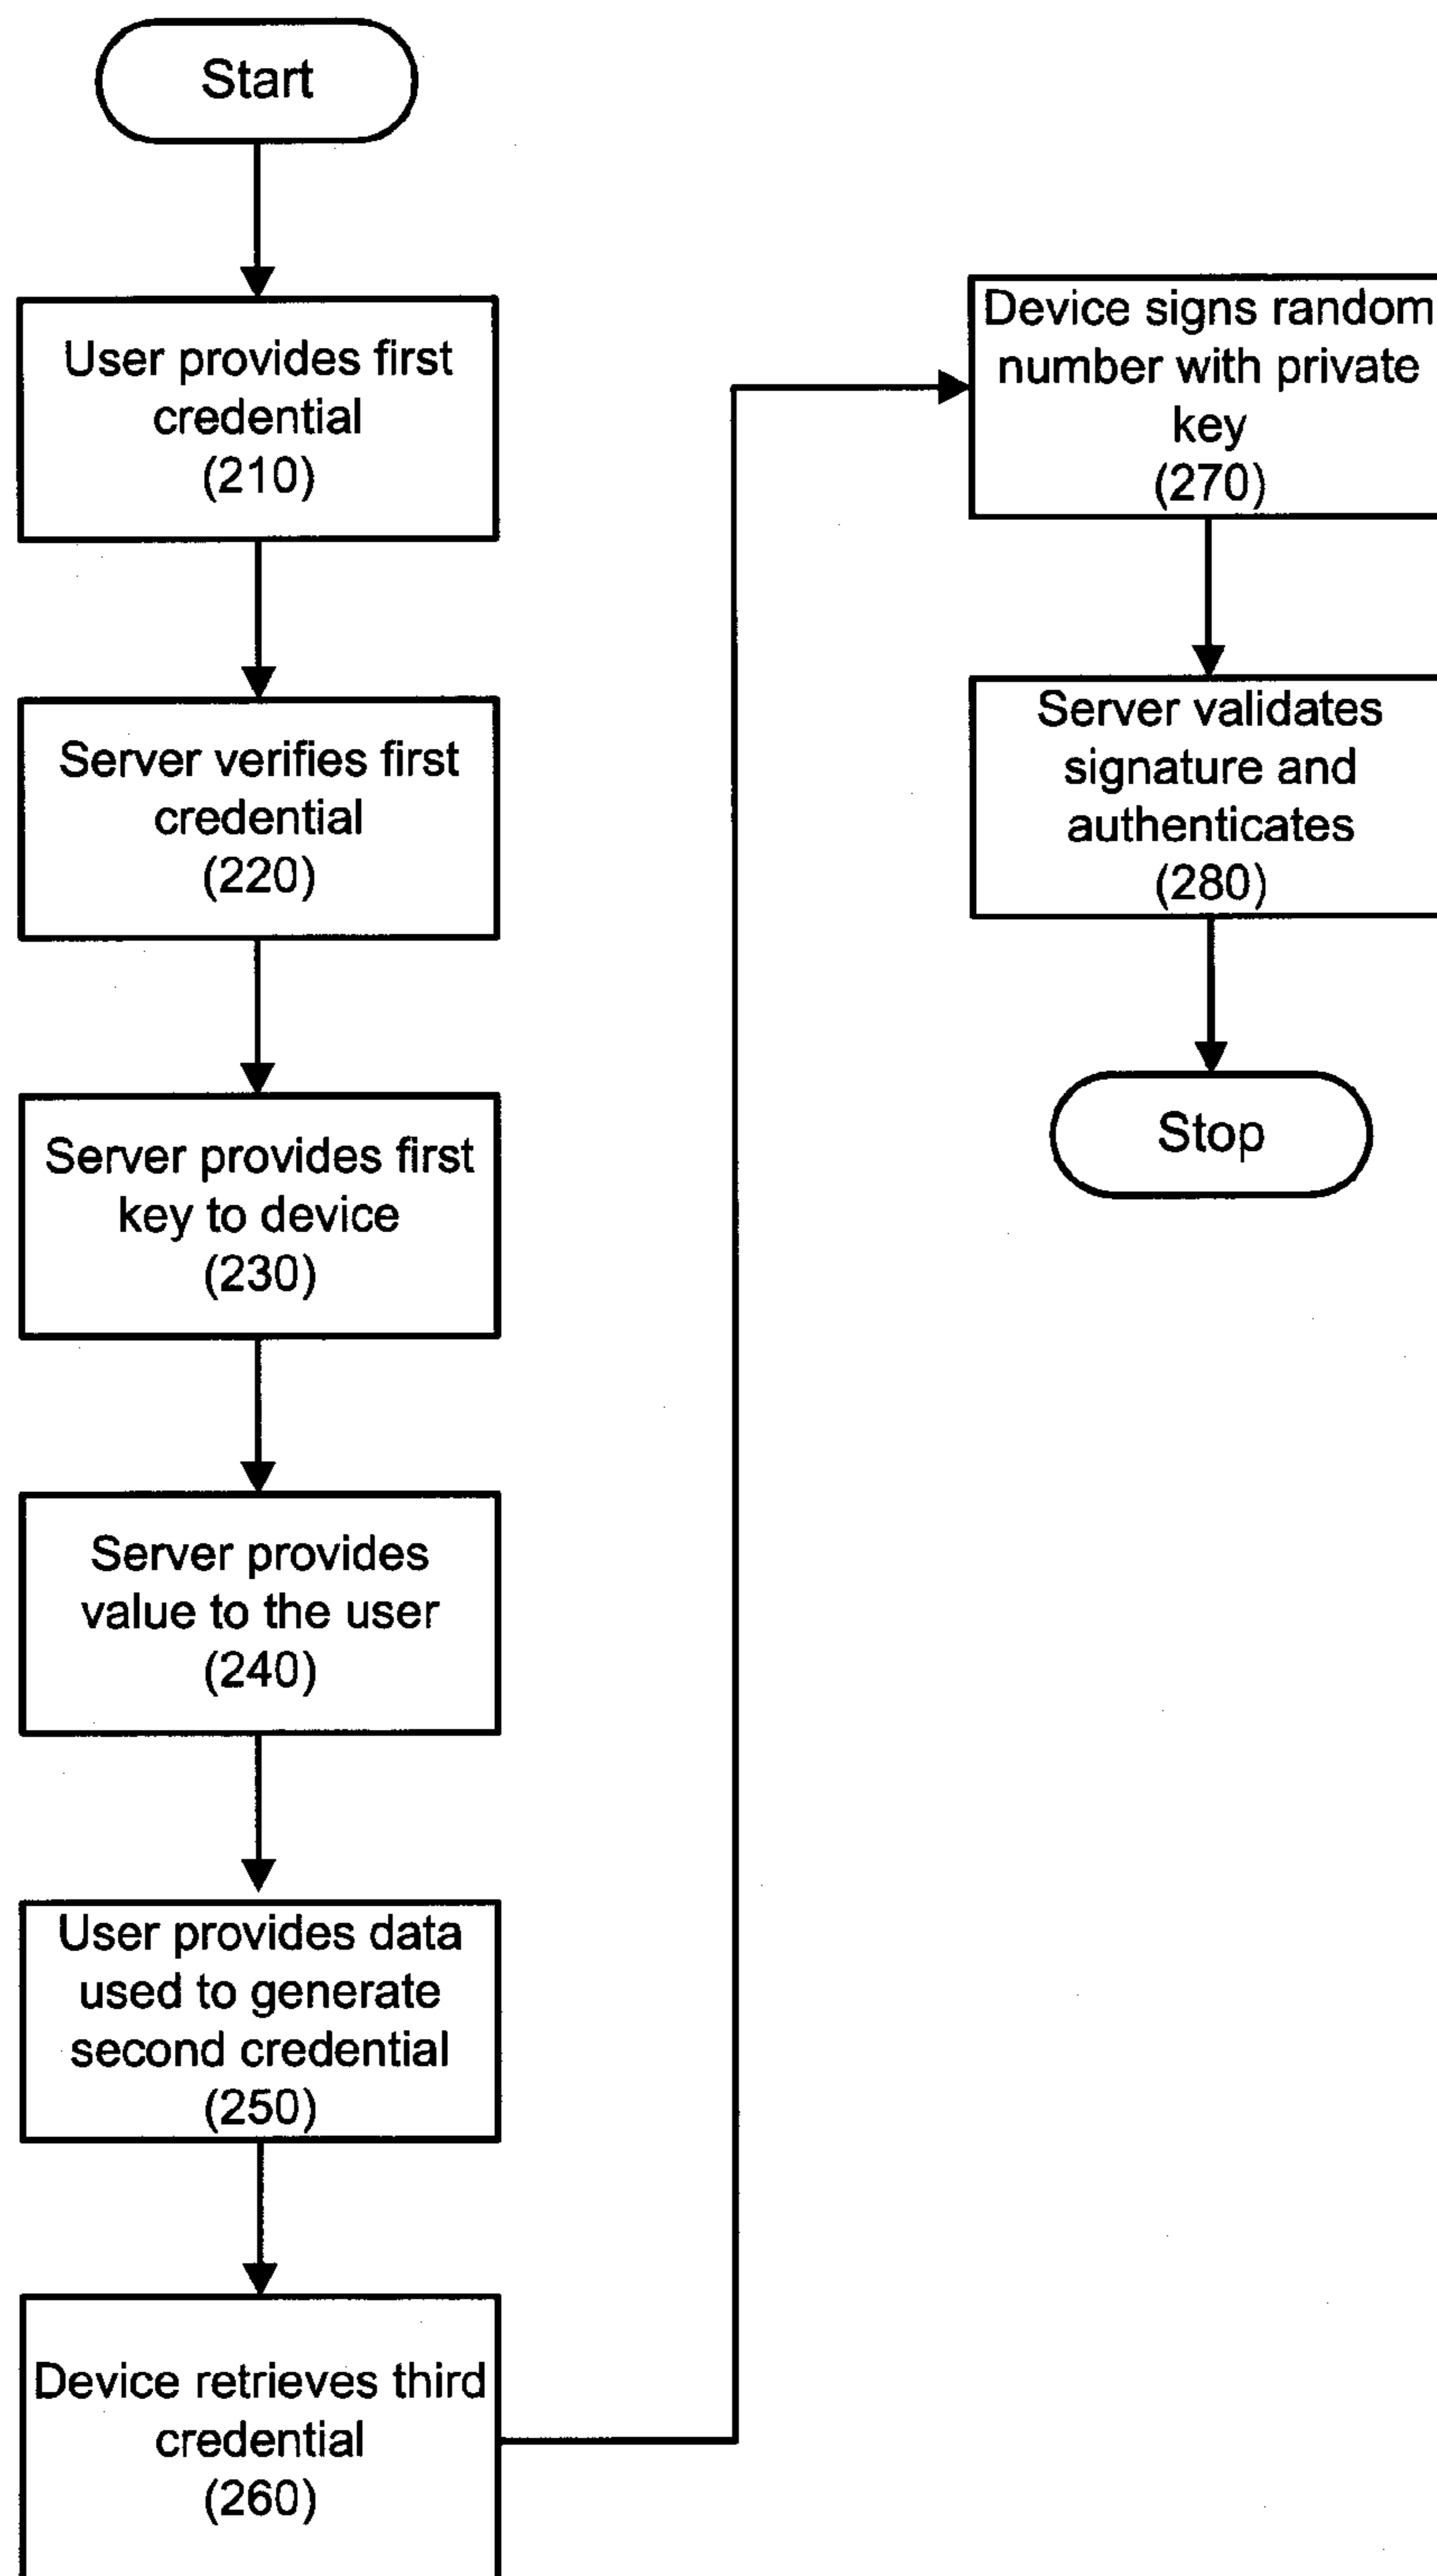 Start
User provides first
credential
(210)
Server verifies first
credential
(220)
Server provides first
key to device
(230)
Server provides
value to the user
(240)
User provides data
used to generate
second credential
(250)
Device retrieves third
credential
(260)
Device signs random
number with private
key
(270)
Server validates
signature and
authenticates
(280)
Stop